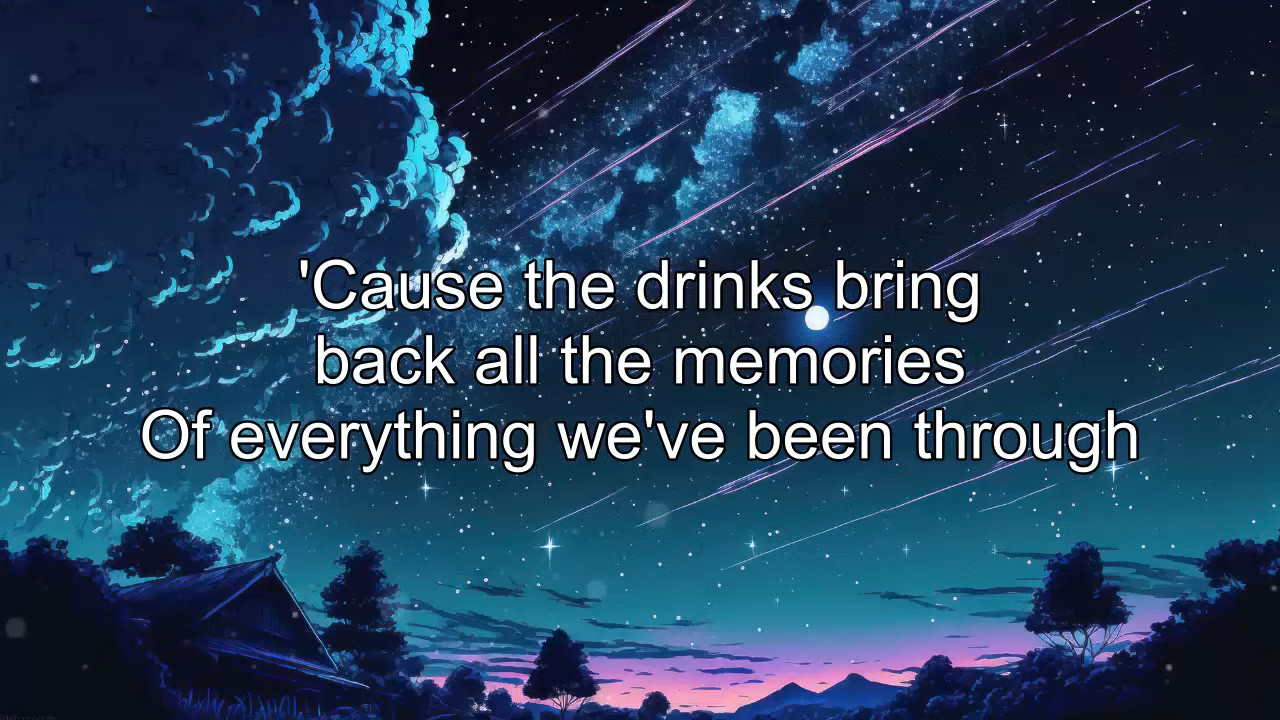 'Cause the drinks bring
back all the memories
Of everything we've been through